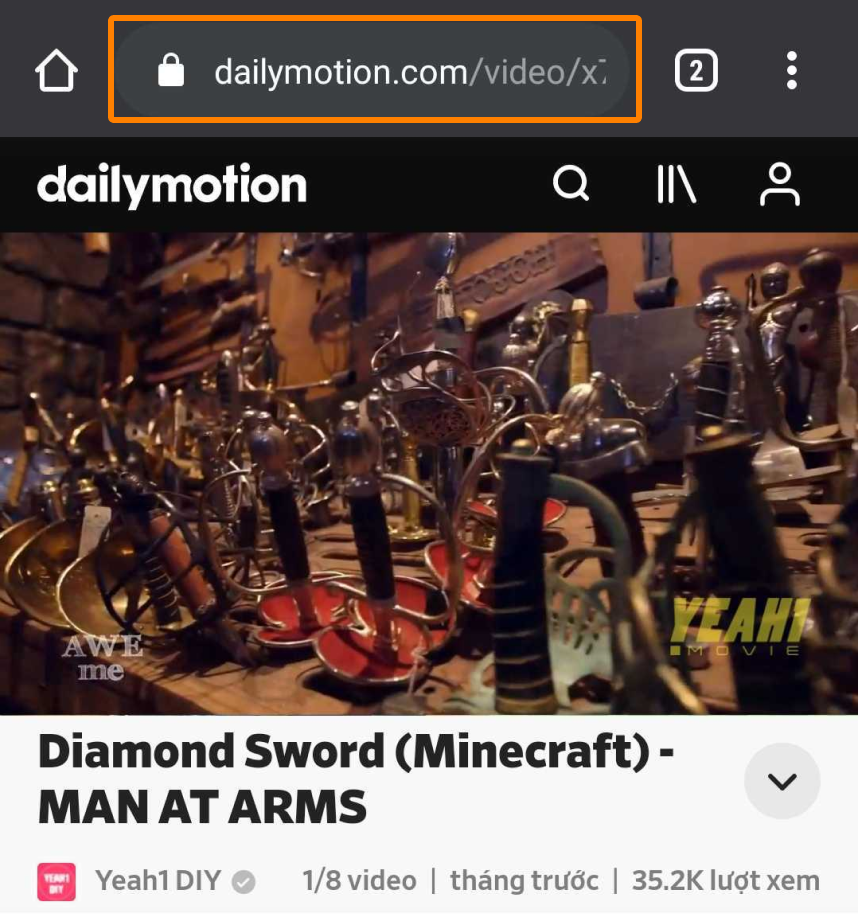 dailymotion.com/video/x7
2
dailymotion
AWE
me
YEAH1
MOVIE
Diamond Sword (Minecraft) -
MAN AT ARMS
YEAH1
DIY
Yeah1 DIY
1/8 video | tháng trước | 35.2K lượt xem